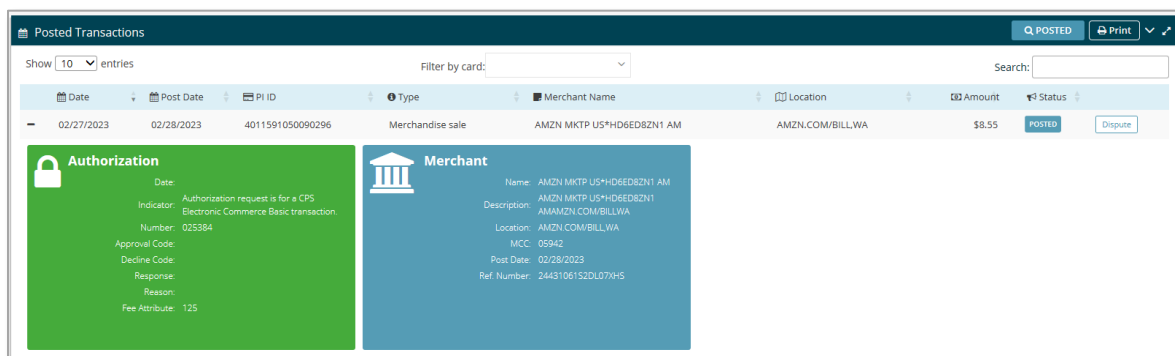 Posted Transactions
POSTED
Print
Show 10 entries
Filter by card:
Search:
Date Post Date PI ID Type Merchant Name Location Amount Status
02/27/2023 02/28/2023 4011591050090296 Merchandise sale AMZN MKTP US*HD6ED8ZN1 AM AMZN.COM/BILL,WA $8.55 POSTED Dispute
Authorization
Date:
Indicator: Authorization request is for a CPS
Electronic Commerce Basic transaction.
Number: 025384
Approval Code:
Decline Code:
Response:
Reason:
Fee Attribute: 125
Merchant
Name: AMZN MKTP US*HD6ED8ZN1 AM
Description: AMZN MKTP US*HD6ED8ZN1
AMAMZN.COM/BILLWA
Location: AMZN.COM/BILL,WA
MCC: 05942
Post Date: 02/28/2023
Ref. Number: 24431061S2DL07XHS